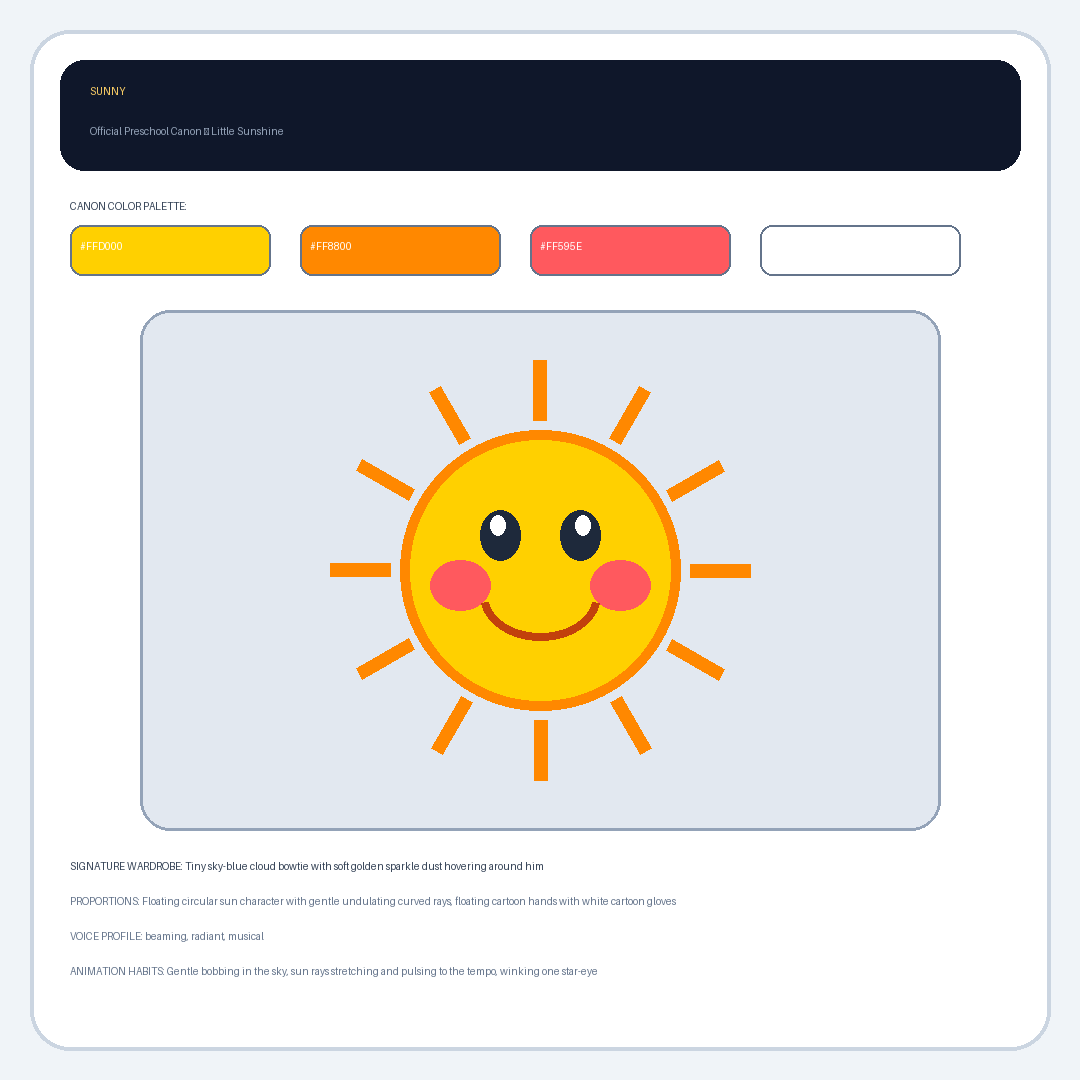 SUNNY
Official Preschool Canon ▯ Little Sunshine
CANON COLOR PALETTE:
#FFD000
#FF8800
#FF595E
SIGNATURE WARDROBE: Tiny sky-blue cloud bowtie with soft golden sparkle dust hovering around him
PROPORTIONS: Floating circular sun character with gentle undulating curved rays, floating cartoon hands with white cartoon gloves
VOICE PROFILE: beaming, radiant, musical
ANIMATION HABITS: Gentle bobbing in the sky, sun rays stretching and pulsing to the tempo, winking one star-eye